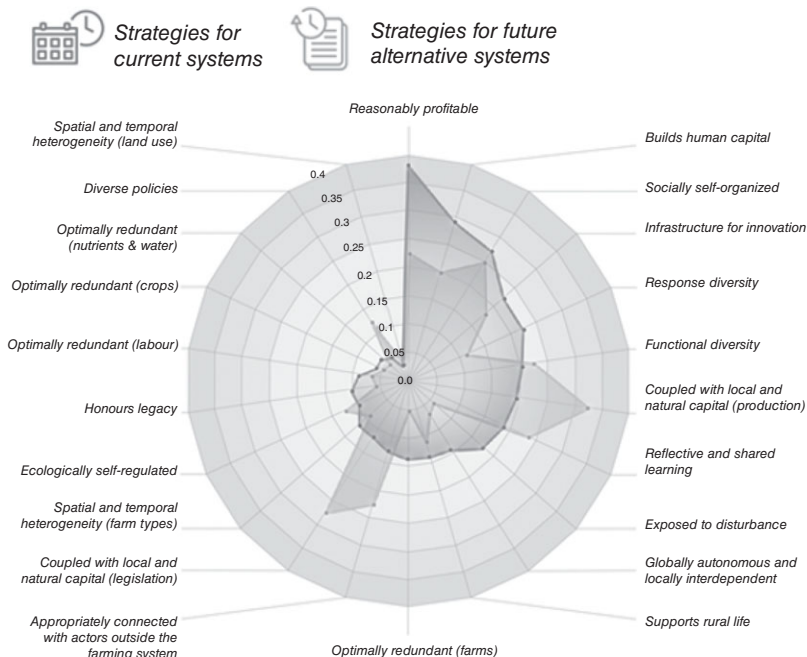 Strategies for
current systems
Strategies for future
alternative systems
Reasonably profitable
Spatial and temporal
heterogeneity (land use)
Diverse policies
Optimally redundant
(nutrients & water)
Optimally redundant (crops)
Optimally redundant (labour)
Honours legacy
Ecologically self-regulated
Spatial and temporal
heterogeneity (farm types)
Coupled with local and
natural capital (legislation)
Appropriately connected
with actors outside the
farming system
0.4
0.35
0.3
0.25
0.2
0.15
0.1
0.05
0.0
Builds human capital
Socially self-organized
Infrastructure for innovation
Response diversity
Functional diversity
Coupled with local and
natural capital (production)
Reflective and shared
learning
Exposed to disturbance
Globally autonomous and
locally interdependent
Supports rural life
Optimally redundant (farms)